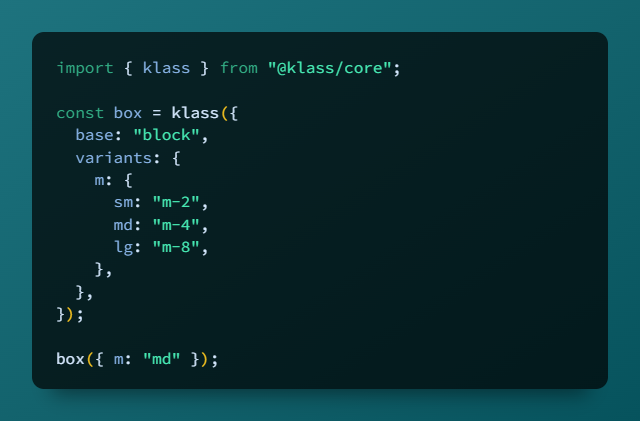 import { klass } from "@klass/core";
const box = klass({
  base: "block",
  variants: {
    m: {
      sm: "m-2",
      md: "m-4",
      lg: "m-8",
    },
  },
});
box({ m: "md" });